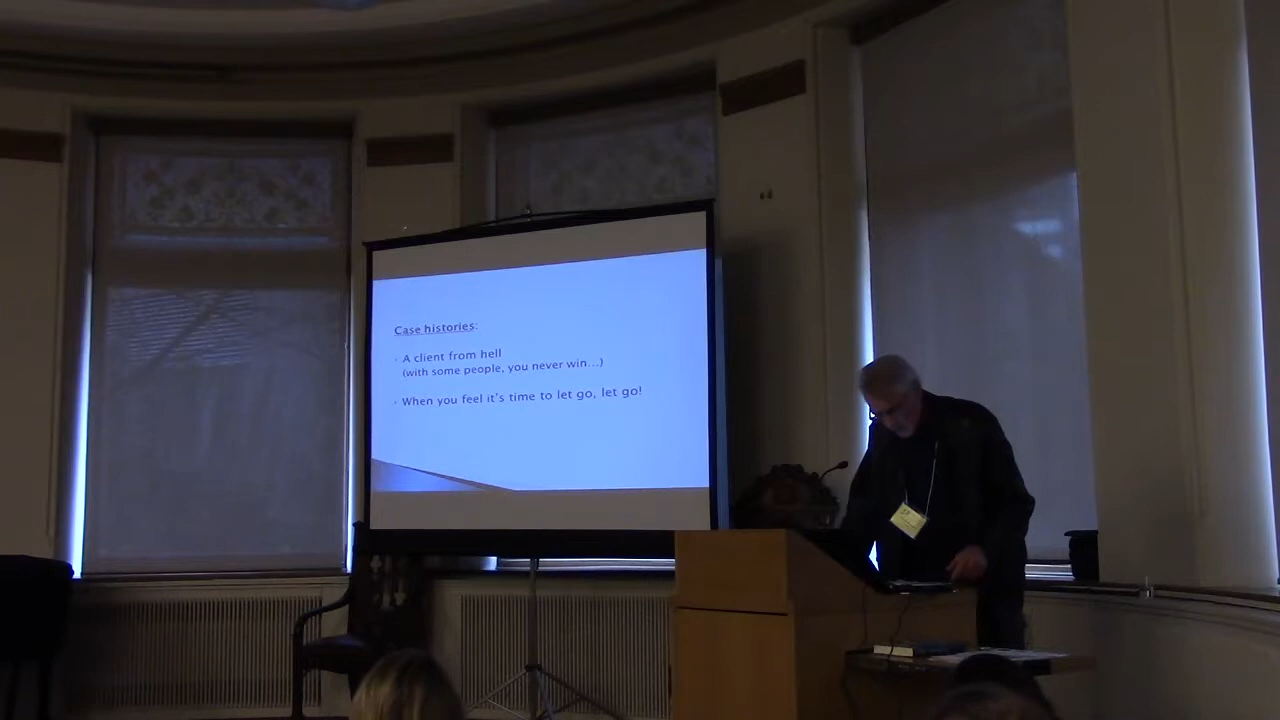 Case histories:
A client from hell
(with some people, you never win...)
When you feel it's time to let go, let go!